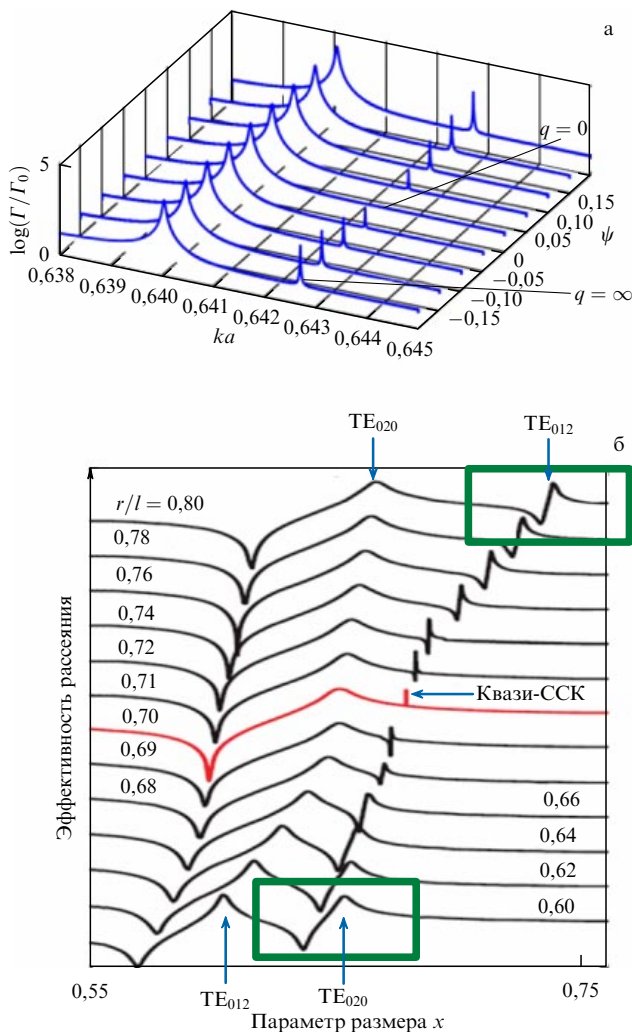 а
log(Γ/Γ₀)
5
0
0,638
0,639
0,640
0,641
0,642
0,643
0,644
0,645
ka
q = 0
q = ∞
0,15
0,10
0,05
0
−0,05
−0,10
−0,15
ψ
б
TE₀₂₀
TE₀₁₂
r/l = 0,80
0,78
0,76
0,74
0,72
0,71
0,70
0,69
0,68
Квази-ССК
0,66
0,64
0,62
0,60
Эффективность рассеяния
TE₀₁₂
TE₀₂₀
0,55
0,75
Параметр размера x